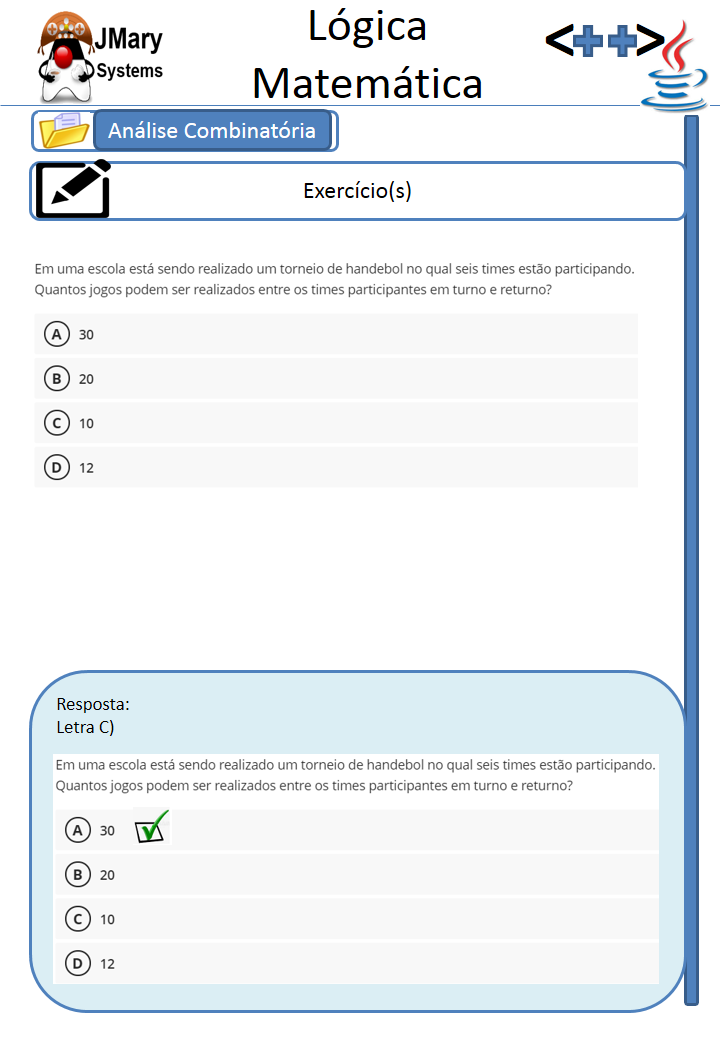 JMary
Systems
Lógica
Matemática
<++>
Análise Combinatória
Exercício(s)
Em uma escola está sendo realizado um torneio de handebol no qual seis times estão participando.
Quantos jogos podem ser realizados entre os times participantes em turno e returno?
A 30
B 20
C 10
D 12
Resposta:
Letra C)
Em uma escola está sendo realizado um torneio de handebol no qual seis times estão participando.
Quantos jogos podem ser realizados entre os times participantes em turno e returno?
A 30
B 20
C 10
D 12